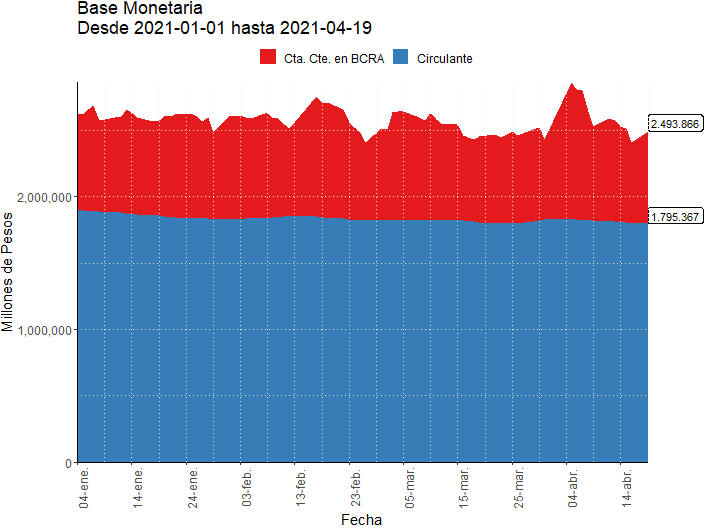 Base Monetaria
Desde 2021-01-01 hasta 2021-04-19
Cta. Cte. en BCRA
Circulante
Millones de Pesos
2,000,000
1,000,000
0
2.493.866
1.795.367
04-ene.
14-ene.
24-ene.
03-feb.
13-feb.
23-feb.
05-mar.
15-mar.
25-mar.
04-abr.
14-abr.
Fecha